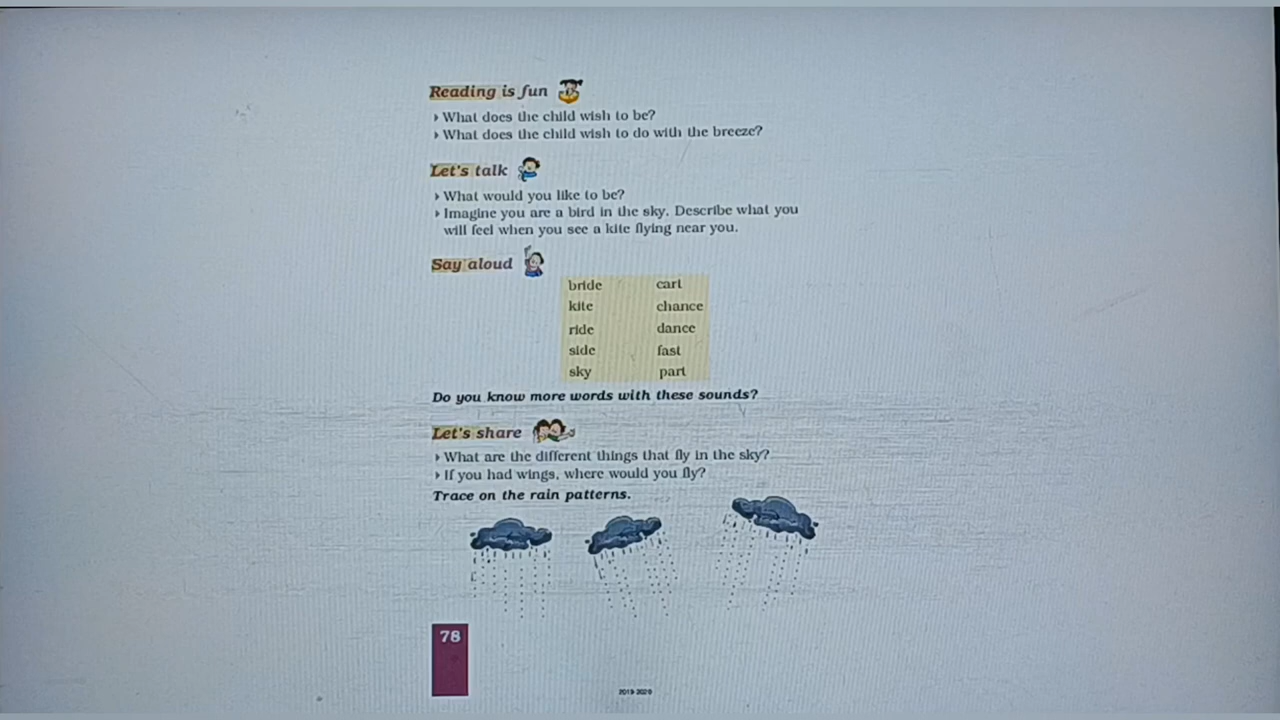 Reading is fun
What does the child wish to be?
What does the child wish to do with the breeze?
Let's talk
What would you like to be?
Imagine you are a bird in the sky. Describe what you
will feel when you see a kite flying near you.
Say aloud
bride cart
kite chance
ride dance
side fast
sky part
Do you know more words with these sounds?
Let's share
What are the different things that fly in the sky?
If you had wings, where would you fly?
Trace on the rain patterns.
78
2019-2020